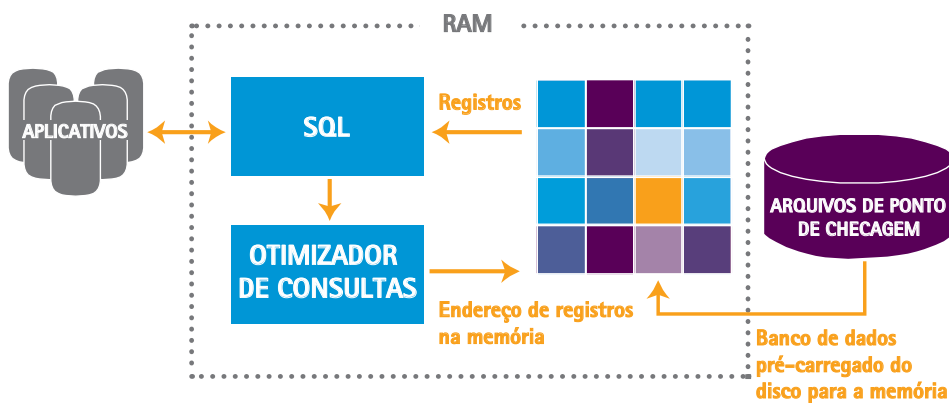 RAM
APLICATIVOS
SQL
Registros
OTIMIZADOR
DE CONSULTAS
Endereço de registros
na memória
ARQUIVOS DE PONTO
DE CHECAGEM
Banco de dados
pré-carregado do
disco para a memória